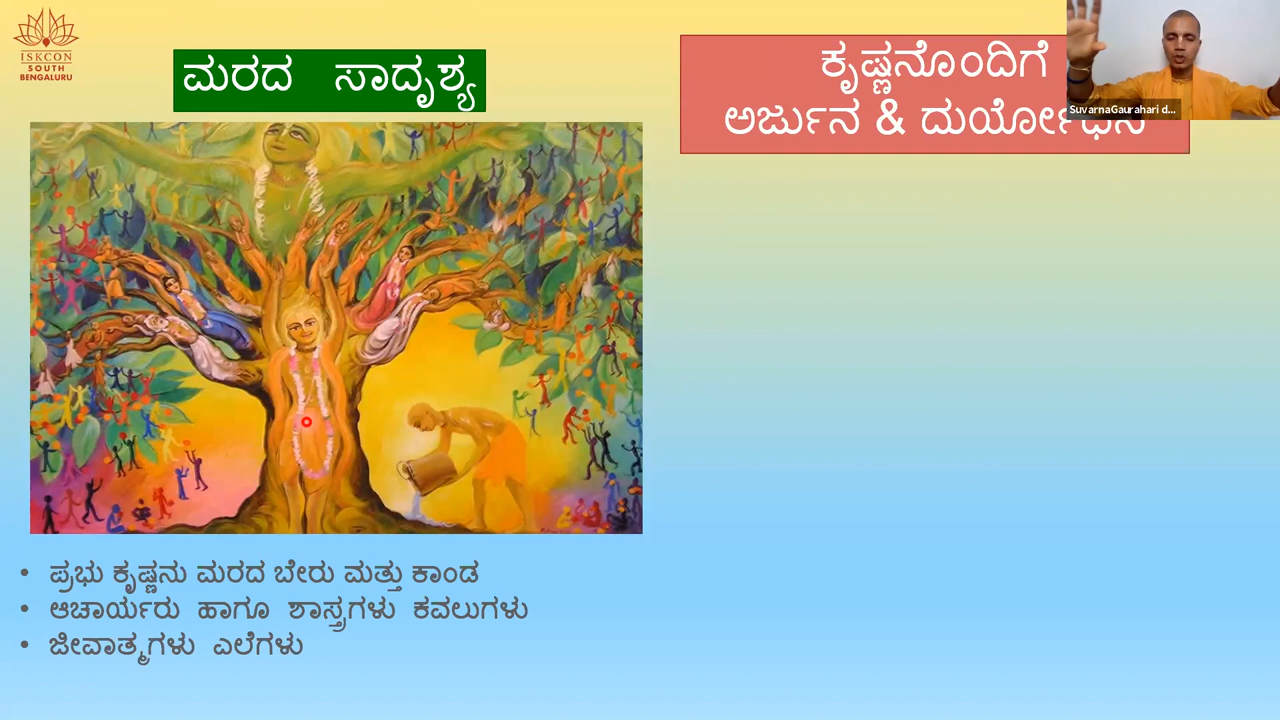 ISKCON
SOUTH
BENGALURU
ಮರದ ಸಾದೃಶ್ಯ
ಕೃಷ್ಣನೊಂದಿಗೆ
ಅರ್ಜುನ & ದುರ್ಯೋಧನ
SuvarnaGaurahari d...
• ಪ್ರಭು ಕೃಷ್ಣನು ಮರದ ಬೇರು ಮತ್ತು ಕಾಂಡ
• ಆಚಾರ್ಯರು ಹಾಗೂ ಶಾಸ್ತ್ರಗಳು ಕವಲುಗಳು
• ಜೀವಾತ್ಮಗಳು ಎಲೆಗಳು